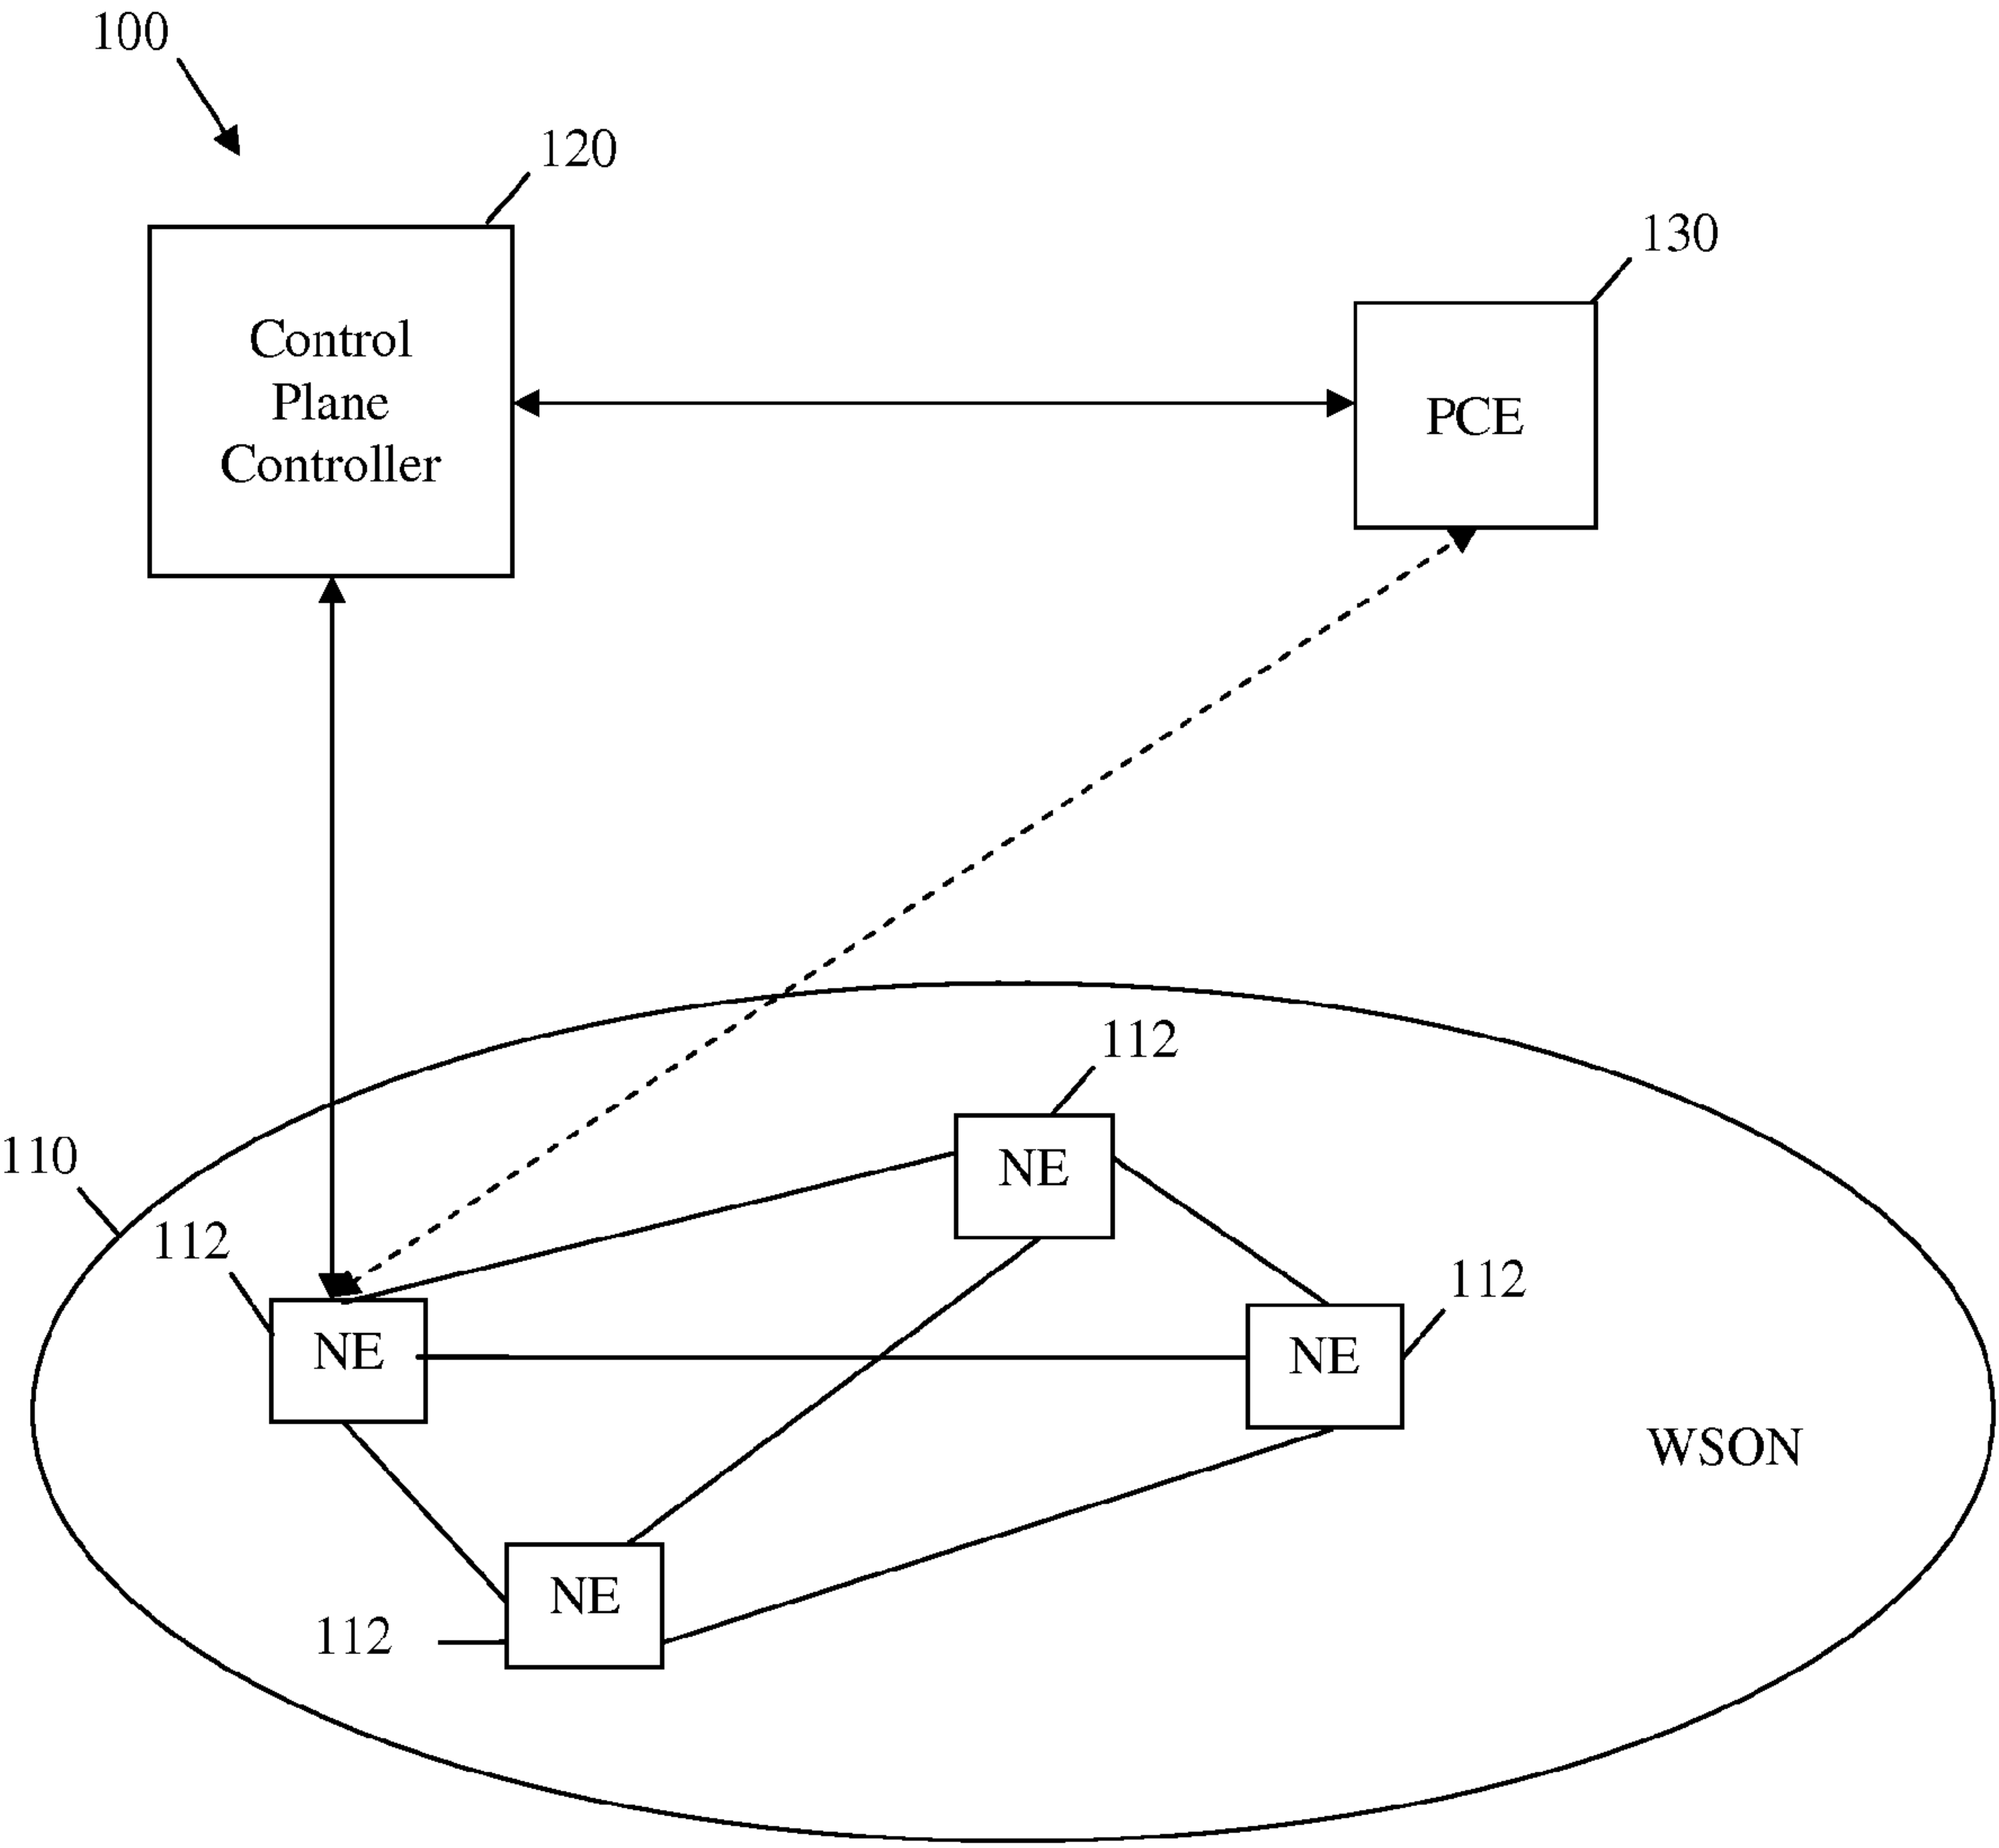 100
120
130
Control
Plane
Controller
PCE
112
110
112
NE
112
NE
NE
WSON
NE
112